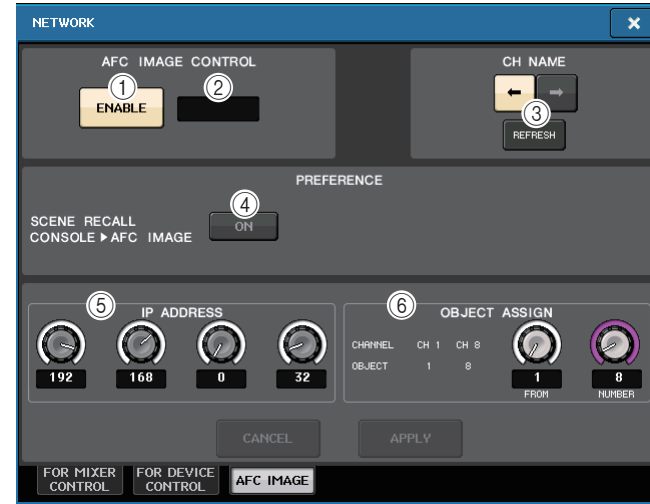 NETWORK
×
AFC IMAGE CONTROL
① ②
ENABLE
CH NAME
← →
③
REFRESH
PREFERENCE
④
SCENE RECALL
CONSOLE ▶ AFC IMAGE
ON
⑤ IP ADDRESS
192 168 0 32
⑥ OBJECT ASSIGN
CHANNEL CH 1 CH 8
OBJECT 1 8
1 8
FROM NUMBER
CANCEL APPLY
FOR MIXER CONTROL
FOR DEVICE CONTROL
AFC IMAGE